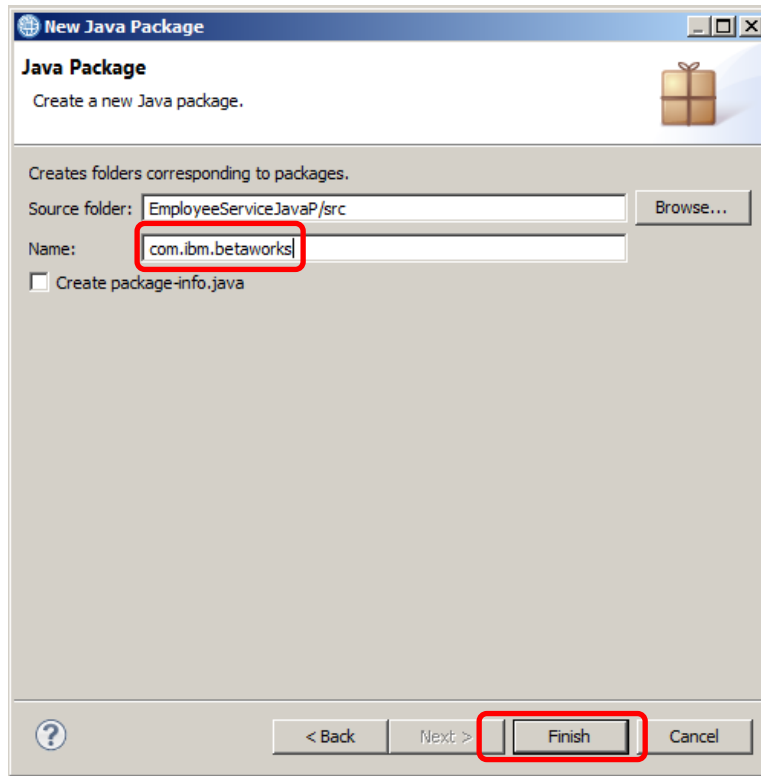 New Java Package
Java Package
Create a new Java package.
Creates folders corresponding to packages.
Source folder: EmployeeServiceJavaP/src Browse...
Name: com.ibm.betaworks
Create package-info.java
? < Back Next > Finish Cancel